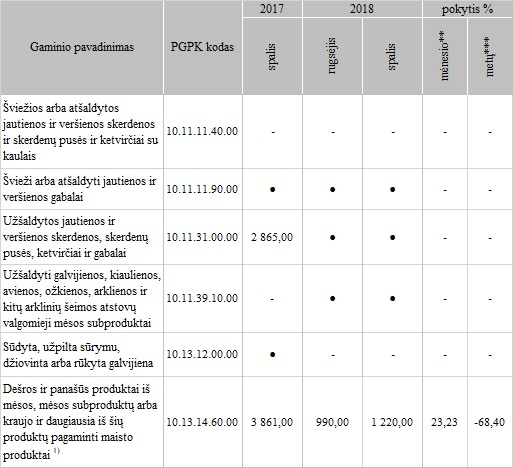 Gaminio pavadinimas PGPK kodas 2017 2018 pokytis %
spalis rugsėjis spalis mėnesio** metų***
Šviežios arba atšaldytos
jautienos ir veršienos skerdenos
ir skerdenų pusės ir ketvirčiai su
kaulais
10.11.11.40.00 - - - - -
Švieži arba atšaldyti jautienos ir
veršienos gabalai
10.11.11.90.00 ● ● ● - -
Užšaldytos jautienos ir
veršienos skerdenos, skerdenų
pusės, ketvirčiai ir gabalai
10.11.31.00.00 2 865,00 ● ● - -
Užšaldyti galvijienos, kiaulienos,
avienos, ožkienos, arklienos ir
kitų arklinių šeimos atstovų
valgomieji mėsos subproduktai
10.11.39.10.00 - ● ● - -
Sūdyta, užpilta sūrymu,
džiovinta arba rūkyta galvijiena
10.13.12.00.00 ● - - - -
Dešros ir panašūs produktai iš
mėsos, mėsos subproduktų arba
kraujo ir daugiausia iš šių
produktų pagaminti maisto
produktai 1)
10.13.14.60.00 3 861,00 990,00 1 220,00 23,23 -68,40